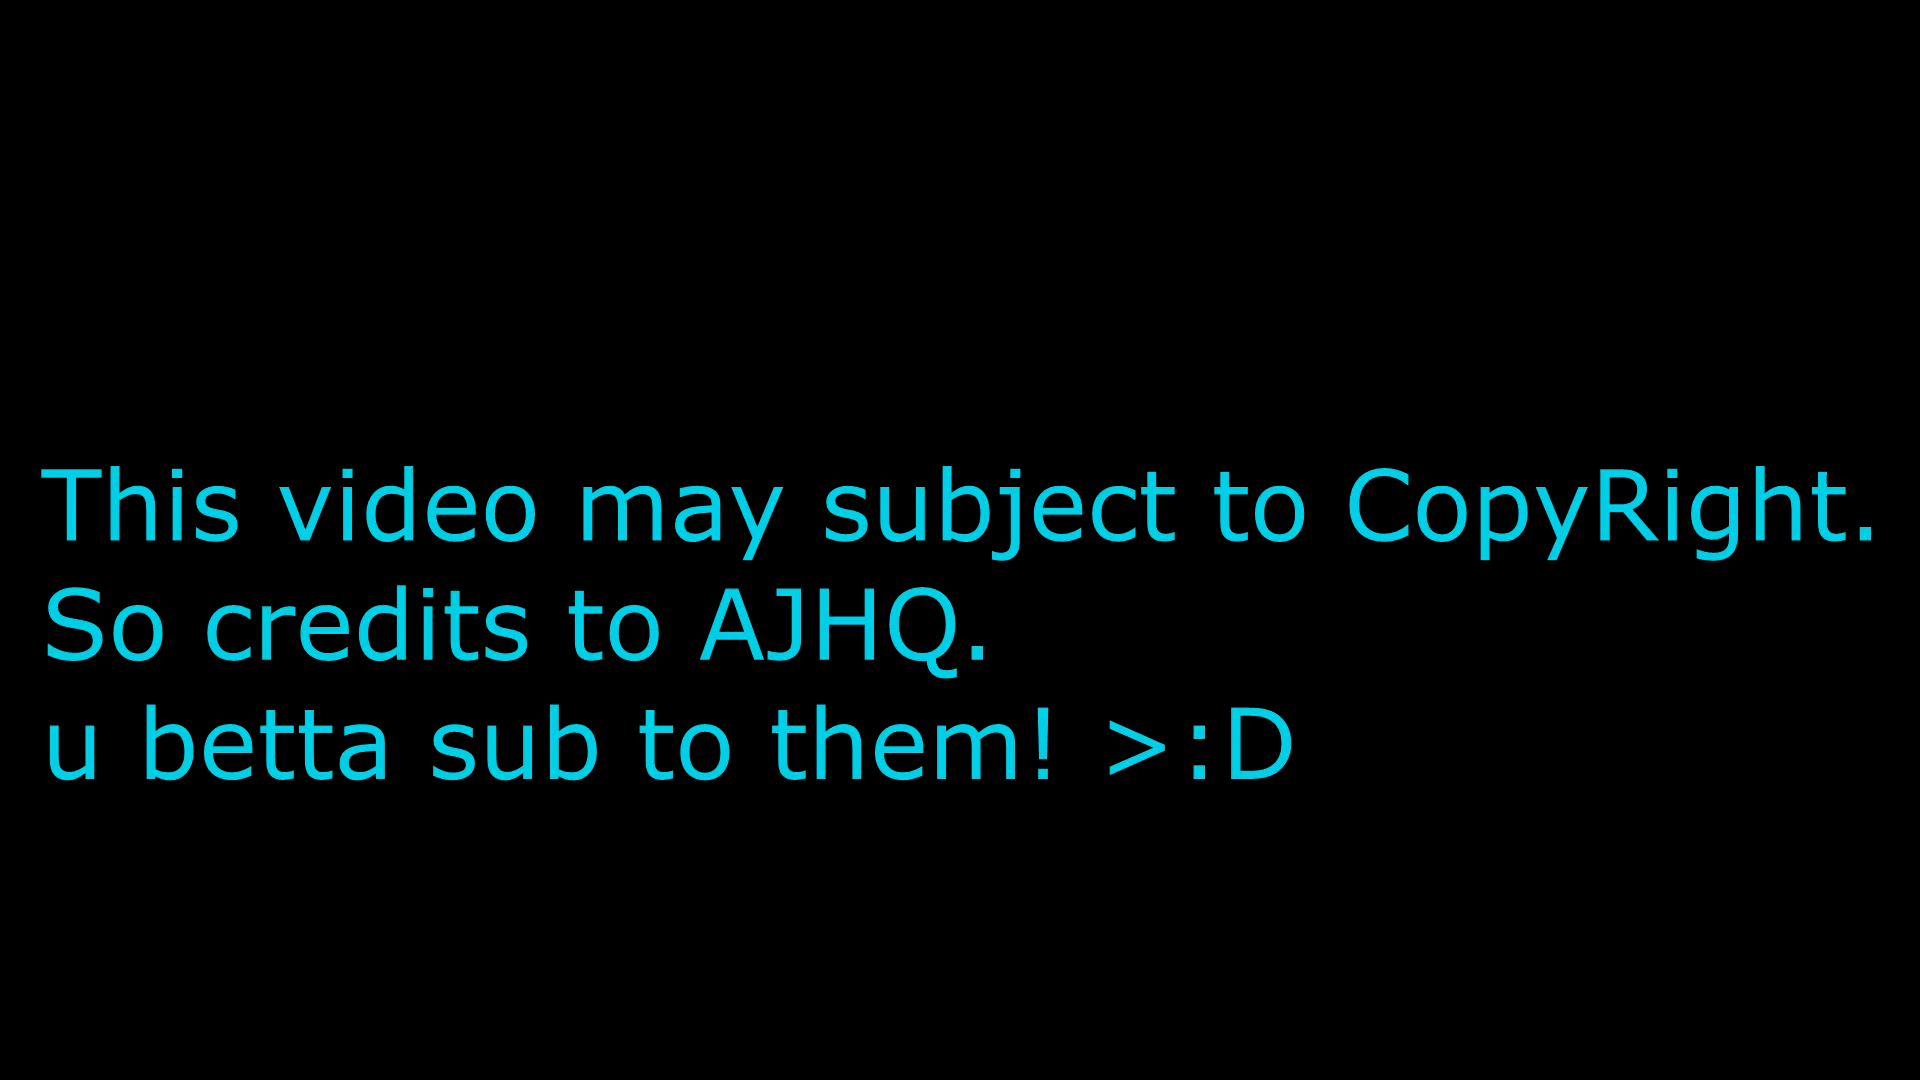 This video may subject to CopyRight.
So credits to AJHQ.
u betta sub to them! >:D